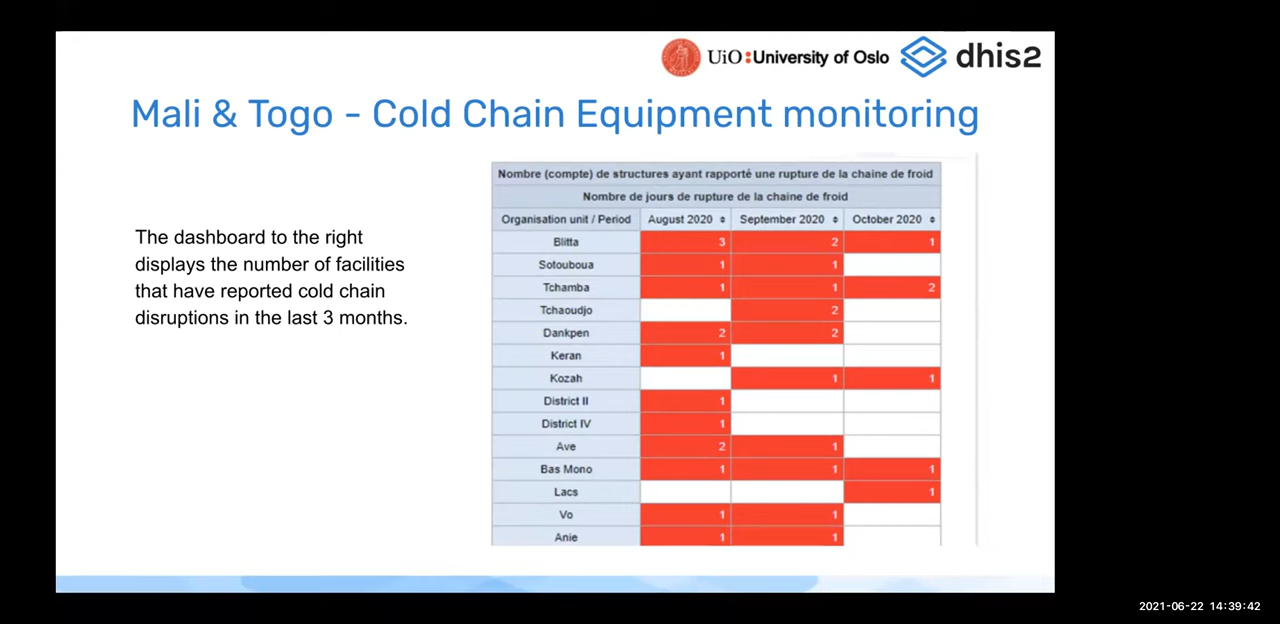 UiO:University of Oslo dhis2
Mali & Togo - Cold Chain Equipment monitoring
The dashboard to the right
displays the number of facilities
that have reported cold chain
disruptions in the last 3 months.
Nombre (compte) de structures ayant rapporté une rupture de la chaine de froid
Nombre de jours de rupture de la chaine de froid
Organisation unit / Period August 2020 September 2020 October 2020
Blitta 3 2 1
Sotouboua 1 1
Tchamba 1 1 2
Tchaoudjo 2
Dankpen 2 2
Keran 1
Kozah 1 1
District II 1
District IV 1
Ave 2 1
Bas Mono 1 1 1
Lacs 1
Vo 1 1
Anie 1 1
2021-06-22 14:39:42